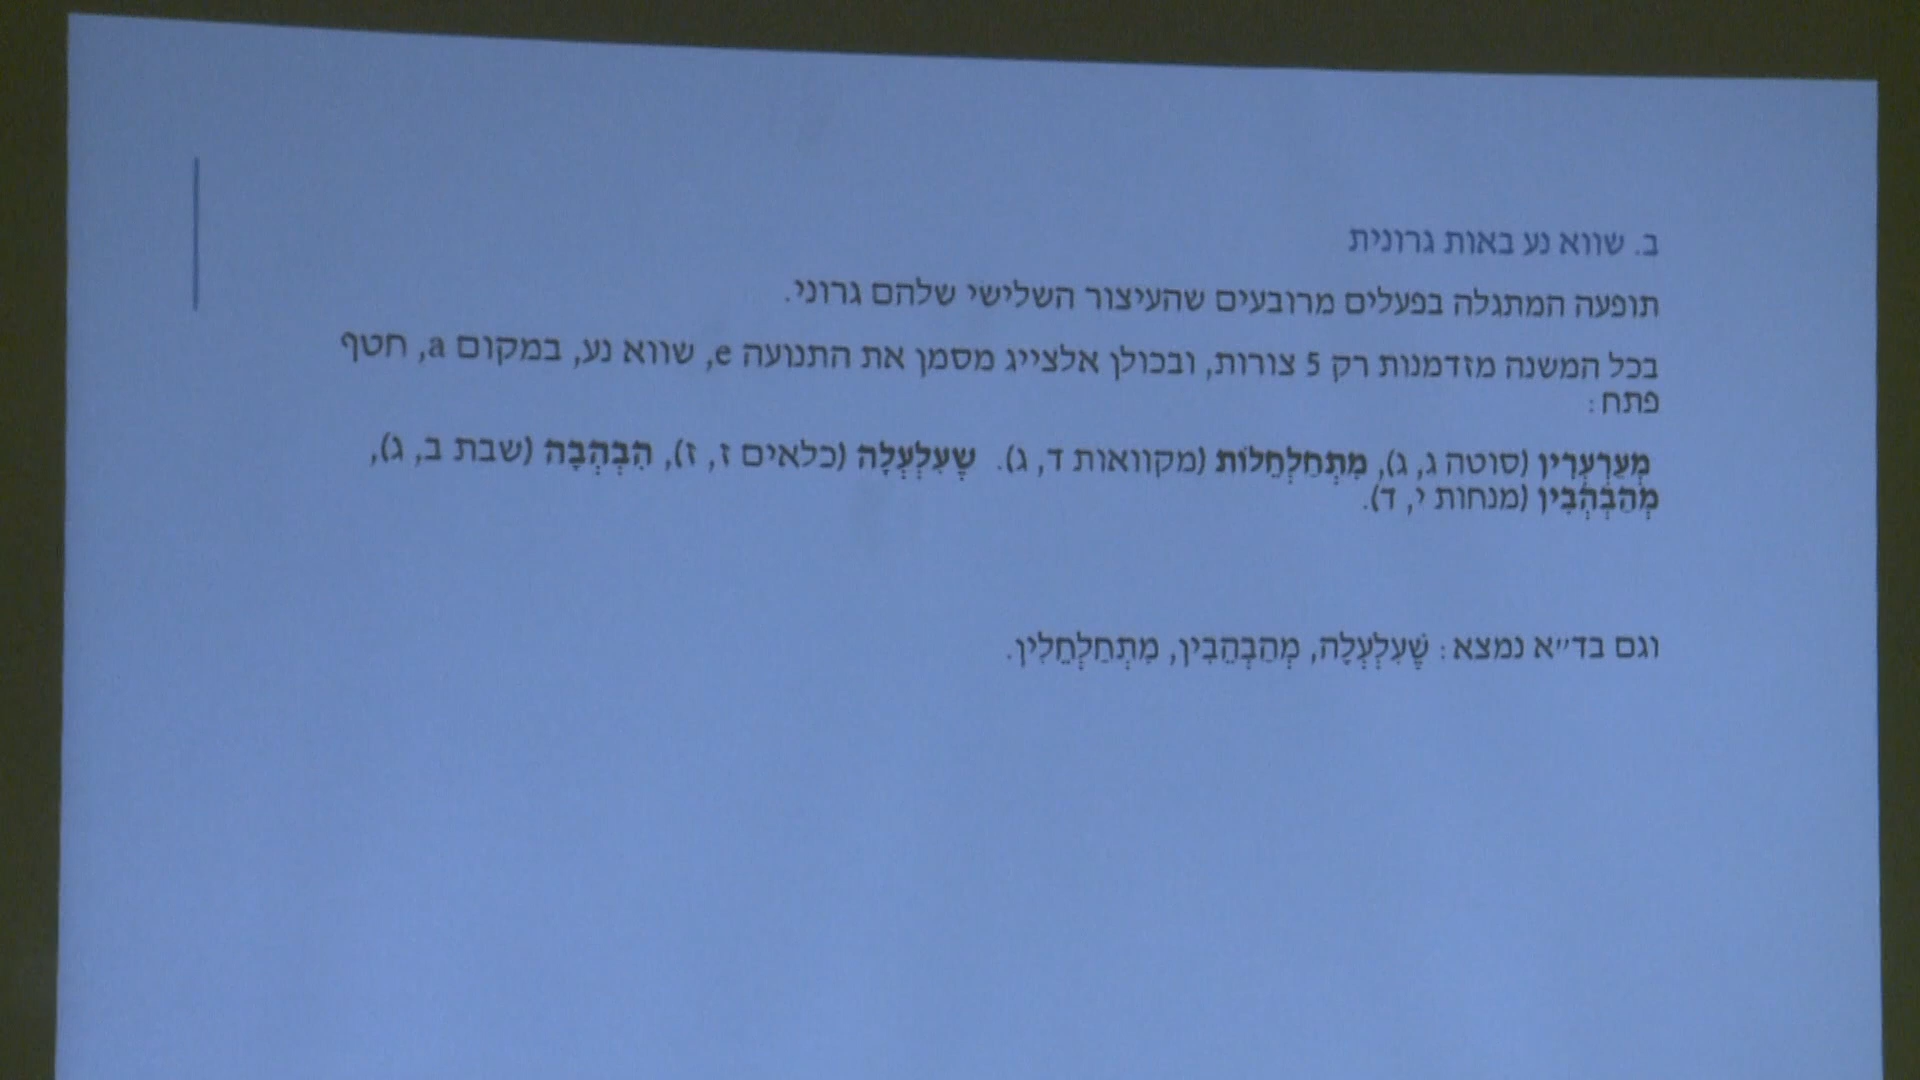 ב. שווא נע באות גרונית
תופעה המתגלה בפעלים מרובעים שהעיצור השלישי שלהם גרוני.
בכל המשנה מזדמנות רק 5 צורות, ובכולן אלצייג מסמן את התנועה e, שווא נע, במקום a, חטף
פתח:
מְעַרְעְרִין (סוטה ג, ג), מִתְחַלְחֵלוֹת (מקוואות ד, ג). שָׁעִלְעְלָה (כלאים ז, ז), הִבְהְבָה (שבת ב, ג),
מְהַבְהְבִין (מנחות י, ד).
וגם בד״א נמצא: שָׁעִלְעְלָה, מְהַבְהֵבִין, מִתְחַלְחֵלִין.